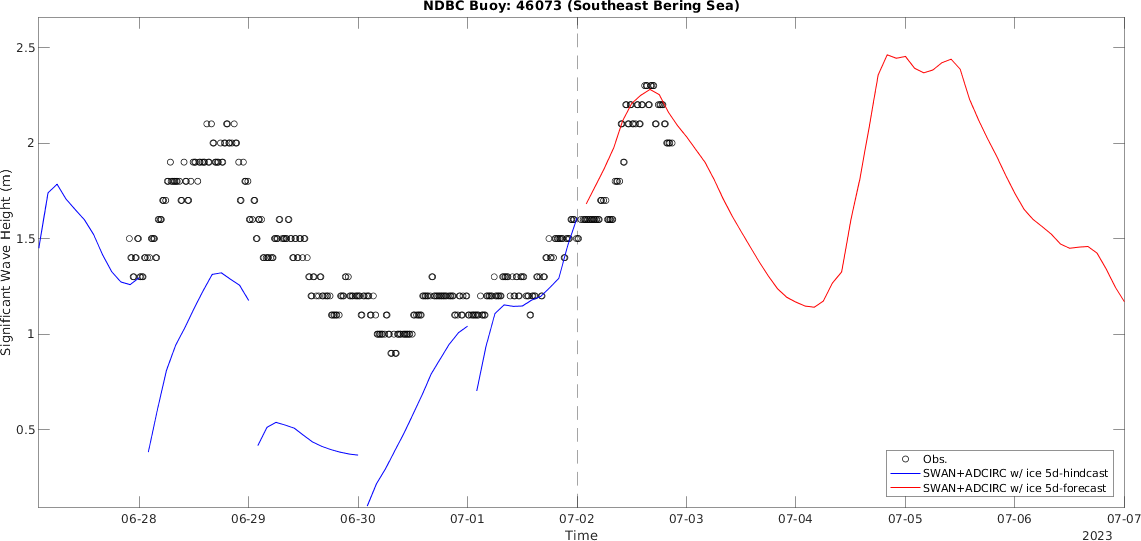 NDBC Buoy: 46073 (Southeast Bering Sea)
Significant Wave Height (m)
2.5
2
1.5
1
0.5
Obs.
SWAN+ADCIRC w/ ice 5d-hindcast
SWAN+ADCIRC w/ ice 5d-forecast
06-28 06-29 06-30 07-01 07-02 07-03 07-04 07-05 07-06 07-07
Time
2023